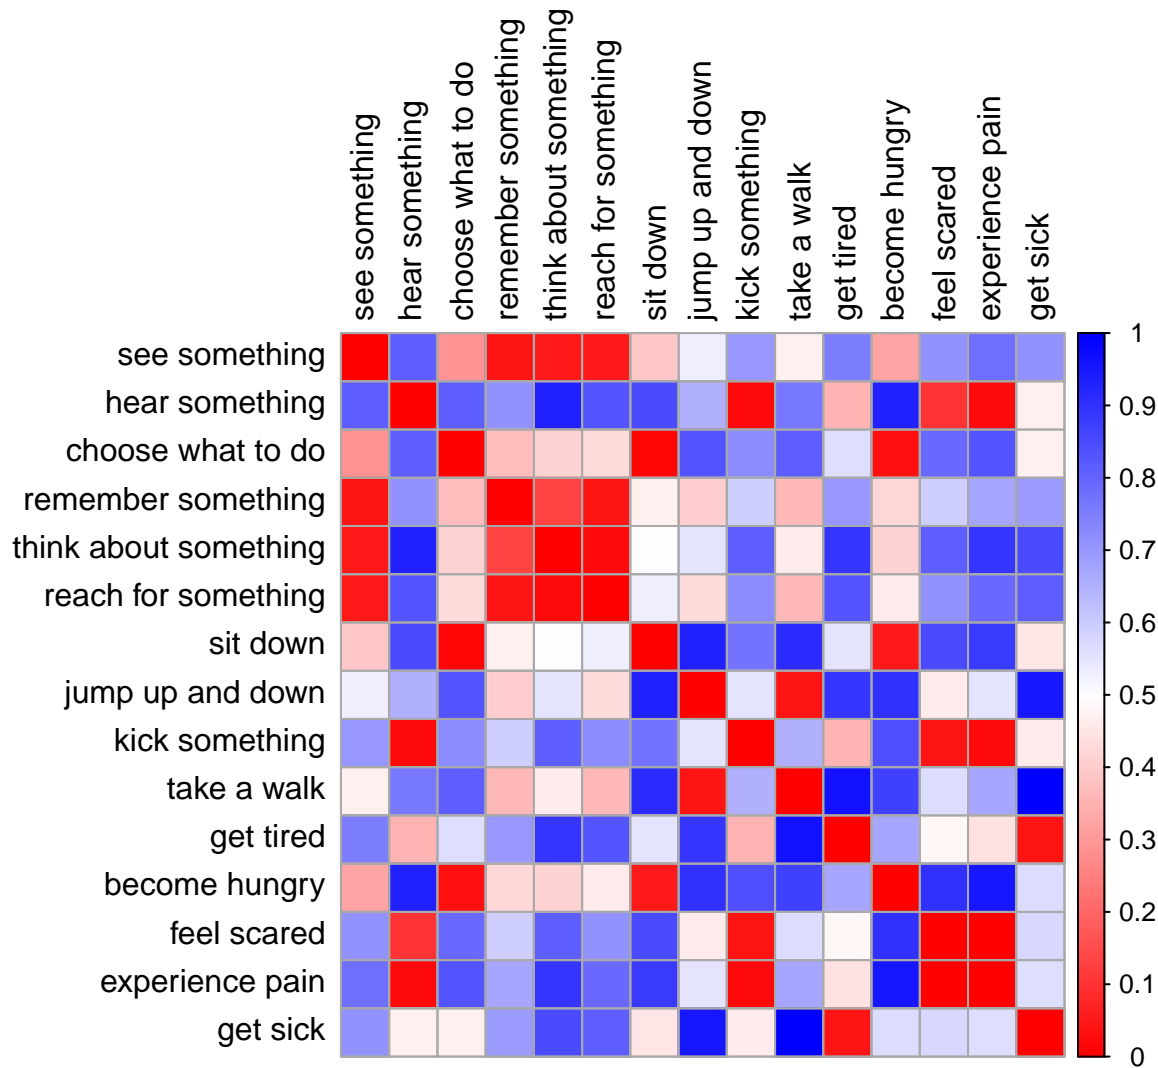 see something
hear something
choose what to do
remember something
think about something
reach for something
sit down
jump up and down
kick something
take a walk
get tired
become hungry
feel scared
experience pain
get sick
see something
hear something
choose what to do
remember something
think about something
reach for something
sit down
jump up and down
kick something
take a walk
get tired
become hungry
feel scared
experience pain
get sick
1
0.9
0.8
0.7
0.6
0.5
0.4
0.3
0.2
0.1
0